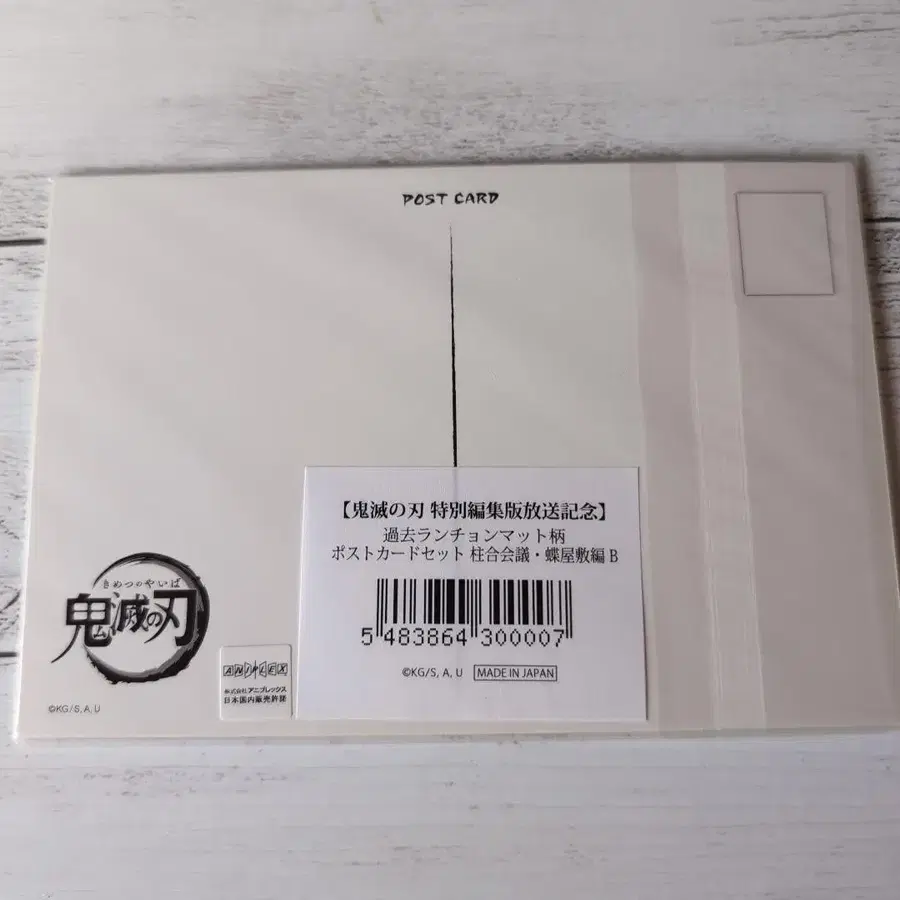 POST CARD
【鬼滅の刃 特別編集版放送記念】
過去ランチョンマット柄
ポストカードセット 柱合会議・蝶屋敷編 B
5 483864 300007
©KG/S, A, U MADE IN JAPAN
きめつのやいば
鬼滅の刃
©KG/S, A, U
ANIPLEX
株式会社アニプレックス
日本国内販売許諾